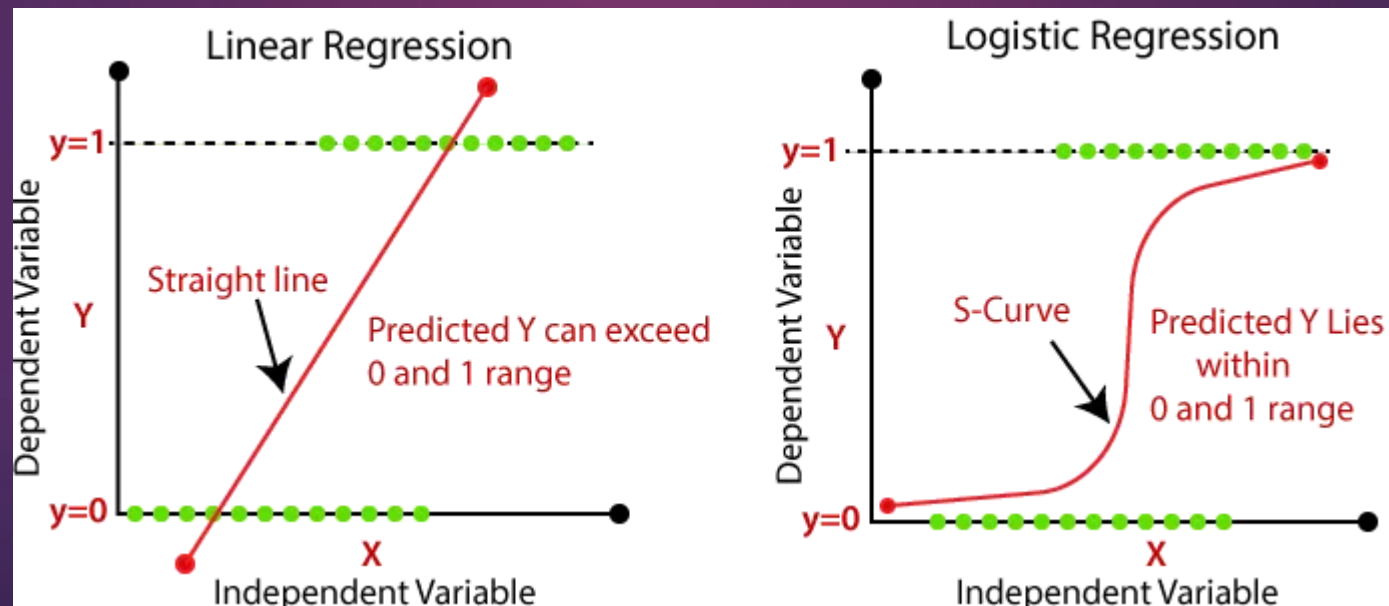 Linear Regression
y=1
Dependent Variable
Y
Straight line
Predicted Y can exceed
0 and 1 range
y=0
X
Independent Variable
Logistic Regression
y=1
Dependent Variable
Y
S-Curve
Predicted Y Lies
within
0 and 1 range
y=0
X
Independent Variable